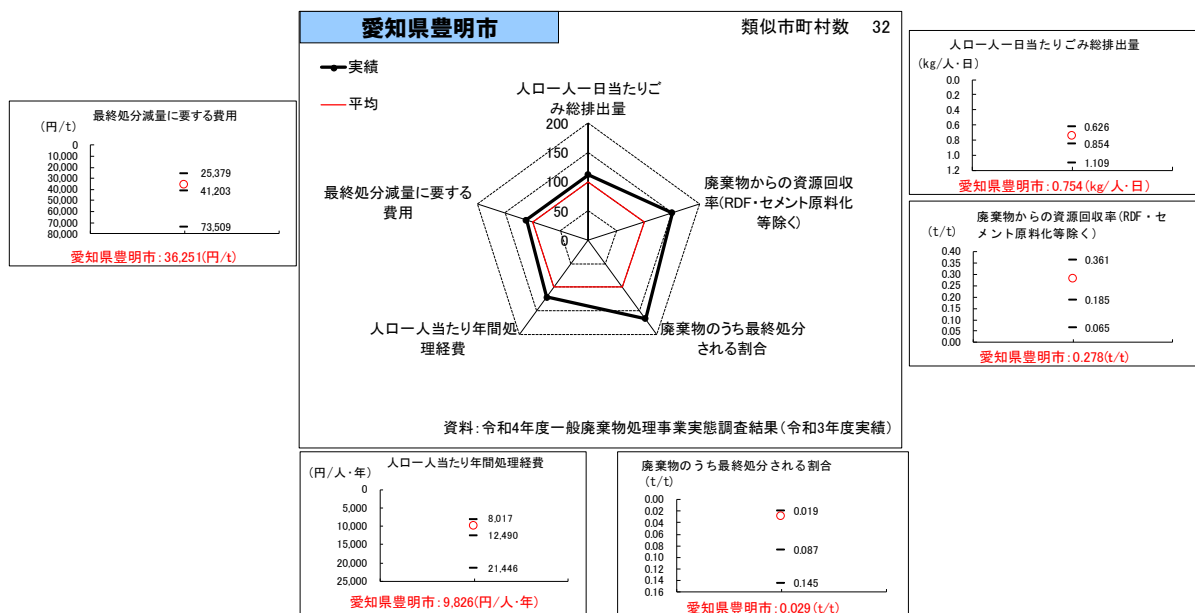 愛知県豊明市
類似市町村数 32
実績
平均
人口一人一日当たりご
み総排出量
200
150
100
50
0
廃棄物からの資源回収
率(RDF・セメント原料化
等除く)
廃棄物のうち最終処分
される割合
人口一人当たり年間処
理経費
最終処分減量に要する
費用
資料:令和4年度一般廃棄物処理事業実態調査結果(令和3年度実績)
最終処分減量に要する費用
(円/t)
0
10,000
20,000
30,000
40,000
50,000
60,000
70,000
80,000
25,379
41,203
73,509
愛知県豊明市:36,251(円/t)
人口一人一日当たりごみ総排出量
(kg/人・日)
0.0
0.2
0.4
0.6
0.8
1.0
1.2
0.626
0.854
1.109
愛知県豊明市:0.754(kg/人・日)
廃棄物からの資源回収率(RDF・セ
メント原料化等除く)
(t/t)
0.40
0.35
0.30
0.25
0.20
0.15
0.10
0.05
0.00
0.361
0.185
0.065
愛知県豊明市:0.278(t/t)
人口一人当たり年間処理経費
(円/人・年)
0
5,000
10,000
15,000
20,000
25,000
8,017
12,490
21,446
愛知県豊明市:9,826(円/人・年)
廃棄物のうち最終処分される割合
(t/t)
0.00
0.02
0.04
0.06
0.08
0.10
0.12
0.14
0.16
0.019
0.087
0.145
愛知県豊明市:0.029(t/t)